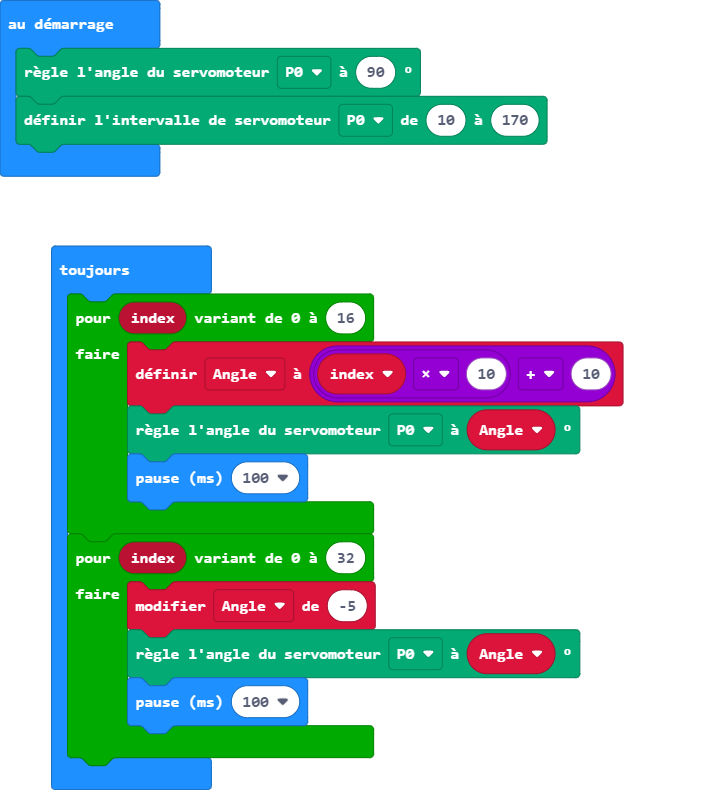 au démarrage
règle l'angle du servomoteur P0 à 90 °
définir l'intervalle de servomoteur P0 de 10 à 170
toujours
pour index variant de 0 à 16
faire
définir Angle à index × 10 + 10
règle l'angle du servomoteur P0 à Angle °
pause (ms) 100
pour index variant de 0 à 32
faire
modifier Angle de -5
règle l'angle du servomoteur P0 à Angle °
pause (ms) 100